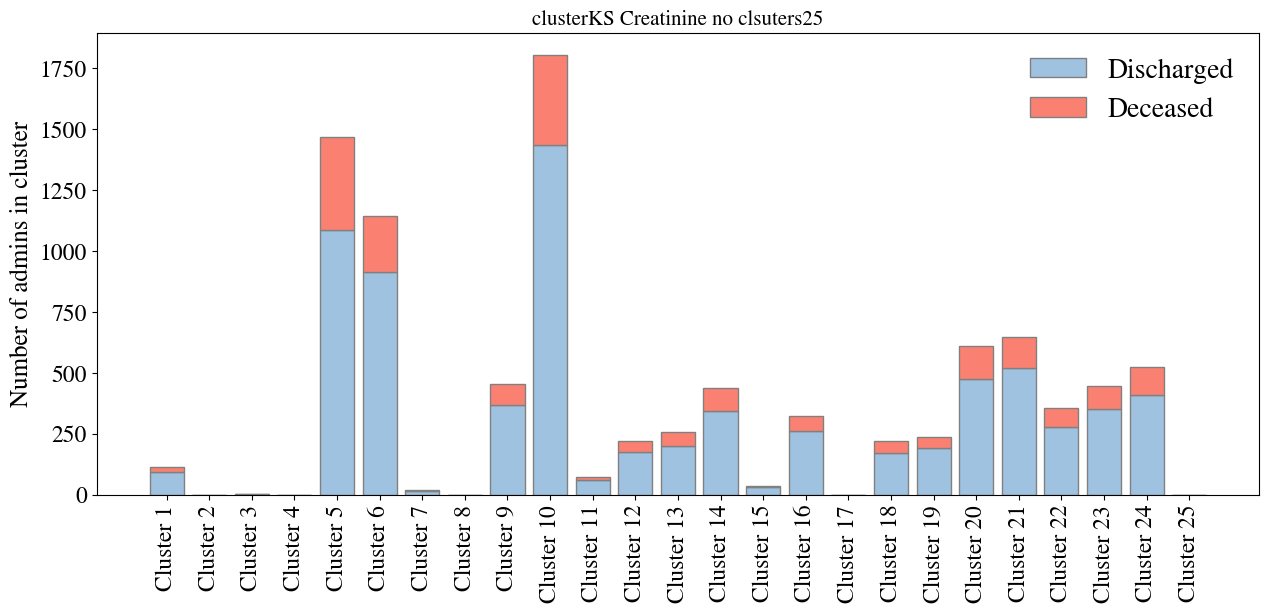 clusterKS Creatinine no clsuters25
Number of admins in cluster
1750
1500
1250
1000
750
500
250
0
Discharged
Deceased
Cluster 1
Cluster 2
Cluster 3
Cluster 4
Cluster 5
Cluster 6
Cluster 7
Cluster 8
Cluster 9
Cluster 10
Cluster 11
Cluster 12
Cluster 13
Cluster 14
Cluster 15
Cluster 16
Cluster 17
Cluster 18
Cluster 19
Cluster 20
Cluster 21
Cluster 22
Cluster 23
Cluster 24
Cluster 25